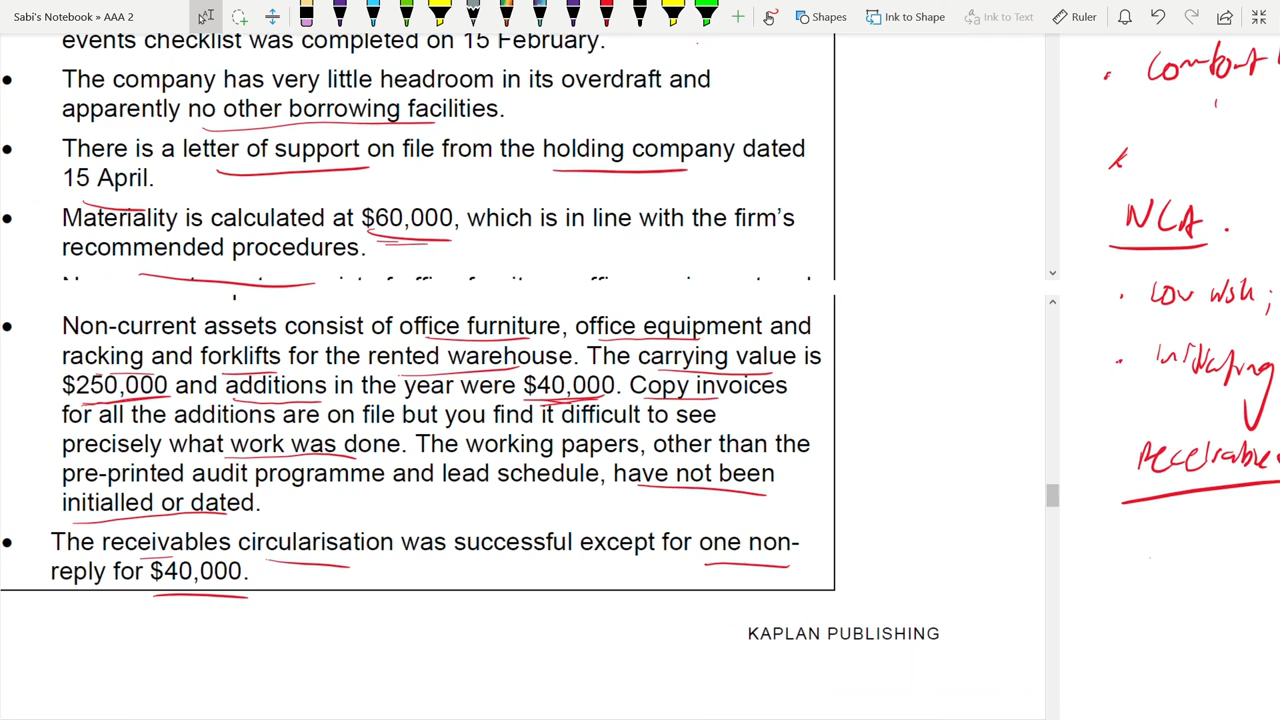 Sabi's Notebook » AAA 2
Shapes
Ink to Shape
Ink to Text
Ruler
events checklist was completed on 15 February.
• The company has very little headroom in its overdraft and
apparently no other borrowing facilities.
• There is a letter of support on file from the holding company dated
15 April.
• Materiality is calculated at $60,000, which is in line with the firm's
recommended procedures.
• Non-current assets consist of office furniture, office equipment and
racking and forklifts for the rented warehouse. The carrying value is
$250,000 and additions in the year were $40,000. Copy invoices
for all the additions are on file but you find it difficult to see
precisely what work was done. The working papers, other than the
pre-printed audit programme and lead schedule, have not been
initialled or dated.
• The receivables circularisation was successful except for one non-
reply for $40,000.
KAPLAN PUBLISHING
NCA.